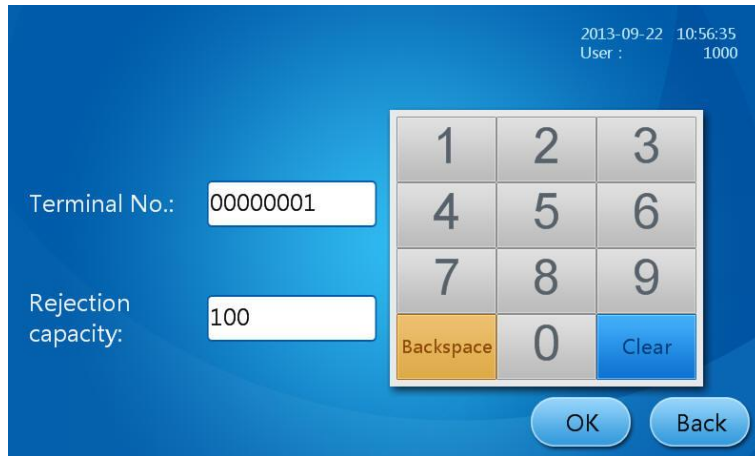 2013-09-22 10:56:35
User : 1000
1 2 3
Terminal No.: 00000001
4 5 6
7 8 9
Rejection
capacity:
100
Backspace 0 Clear
OK Back